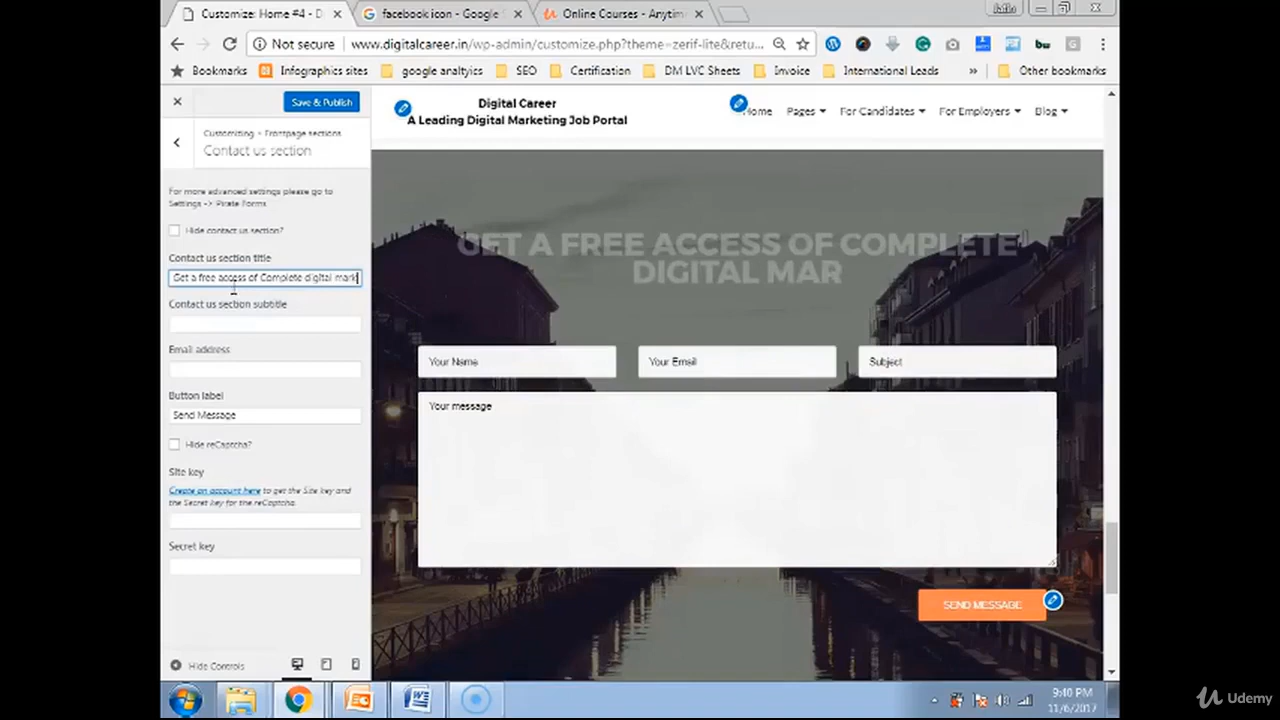 Customize: Home #4 - D
facebook icon - Google
Online Courses - Anytim
Not secure
www.digitalcareer.in/wp-admin/customize.php?theme=zerif-lite&retu...
Bookmarks
Infographics sites
google analtyics
SEO
Certification
DM LVC Sheets
Invoice
International Leads
»
Other bookmarks
Save & Publish
Customizing • Frontpage sections
Contact us section
For more advanced settings please go to
Settings -> Pirate Forms
Hide contact us section?
Contact us section title
Get a free access of Complete digital mark
Contact us section subtitle
Email address
Button label
Send Message
Hide reCaptcha?
Site key
Create an account here to get the Site key and
the Secret key for the reCaptcha.
Secret key
Hide Controls
Digital Career
A Leading Digital Marketing Job Portal
Home
Pages
For Candidates
For Employers
Blog
GET A FREE ACCESS OF COMPLETE
DIGITAL MAR
Your Name
Your Email
Subject
Your message
SEND MESSAGE
9:40 PM
11/6/2017
Udemy